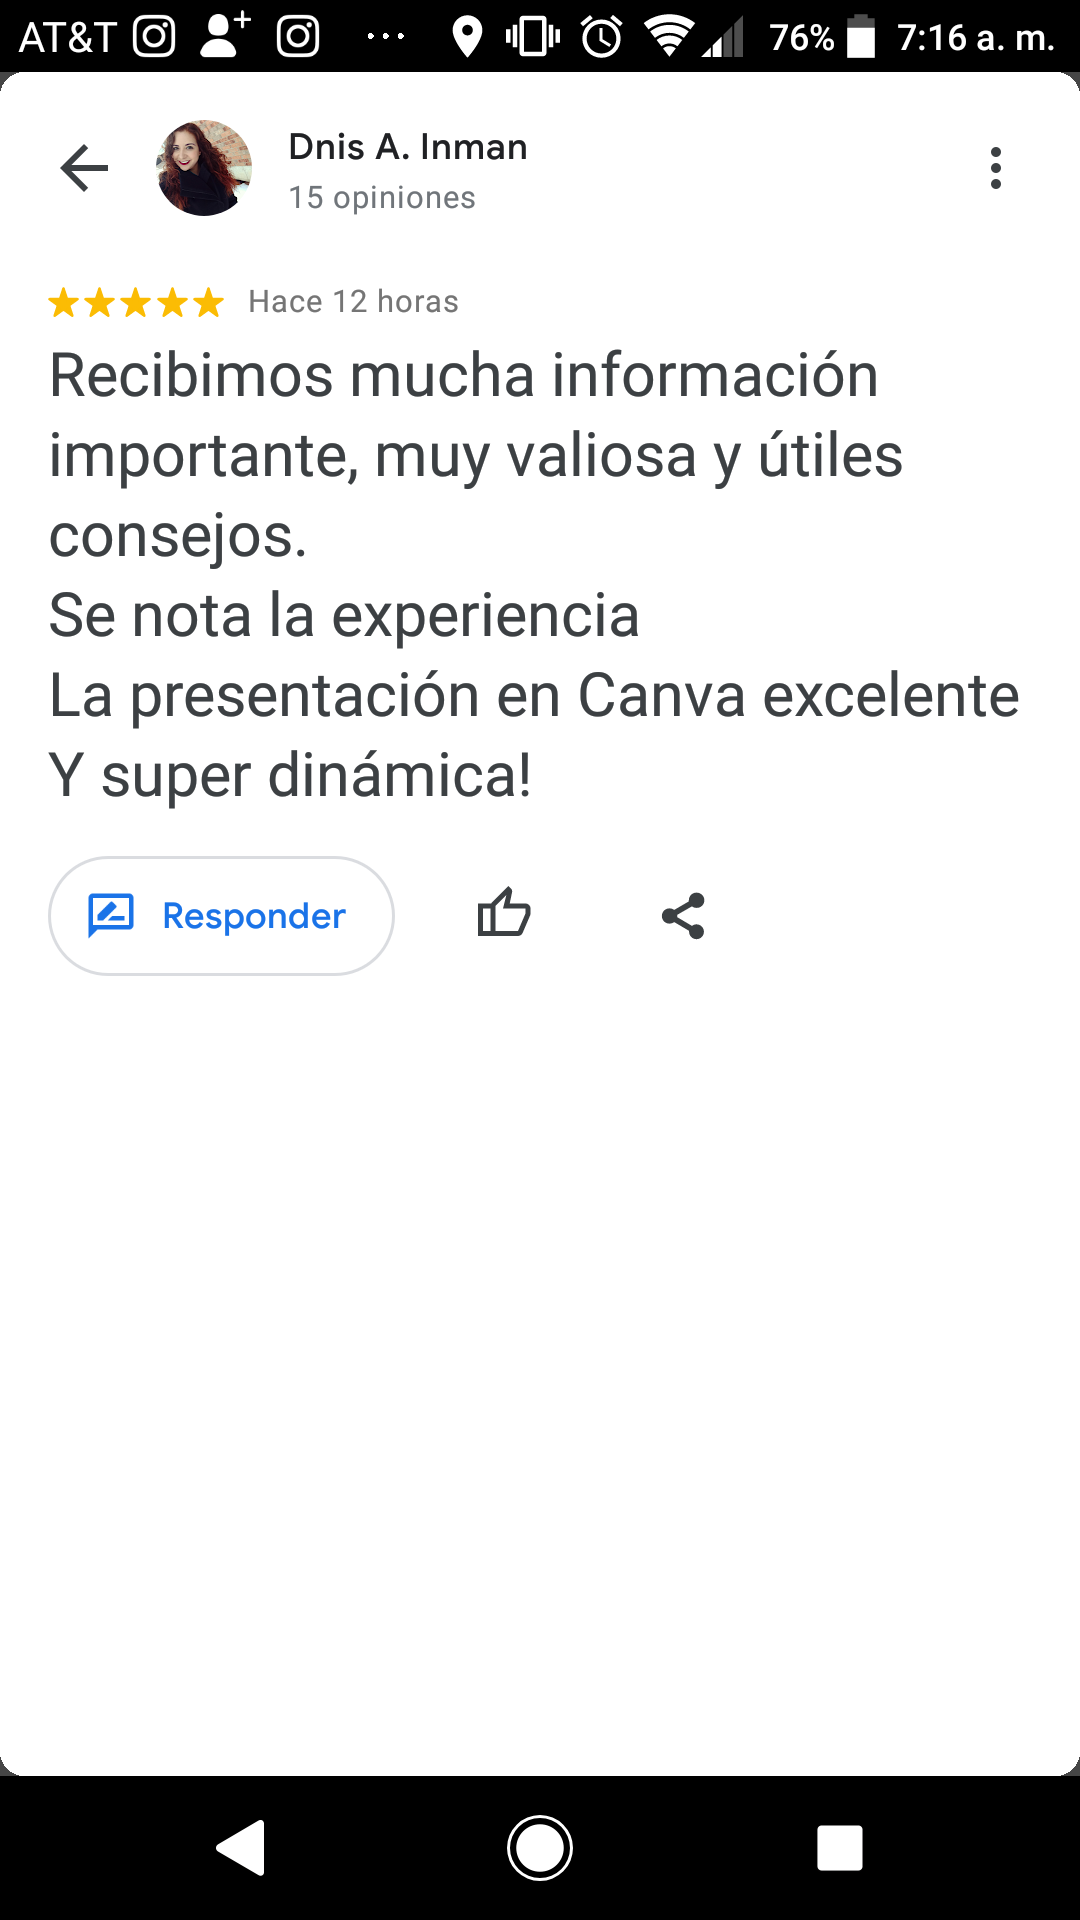 AT&T 76% 7:16 a. m.
Dnis A. Inman
15 opiniones
Hace 12 horas
Recibimos mucha información
importante, muy valiosa y útiles
consejos.
Se nota la experiencia
La presentación en Canva excelente
Y super dinámica!
Responder